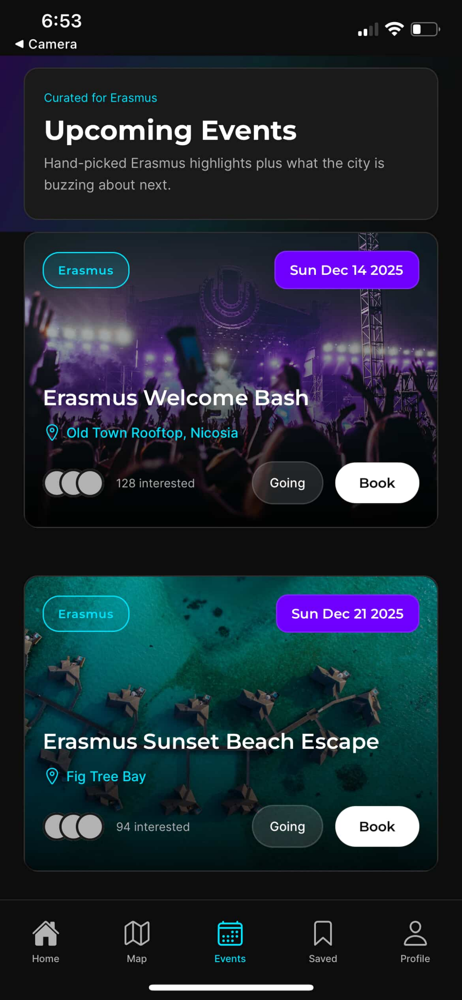 6:53
◀ Camera
Curated for Erasmus
Upcoming Events
Hand-picked Erasmus highlights plus what the city is
buzzing about next.
Erasmus
Sun Dec 14 2025
Erasmus Welcome Bash
Old Town Rooftop, Nicosia
128 interested
Going
Book
Erasmus
Sun Dec 21 2025
Erasmus Sunset Beach Escape
Fig Tree Bay
94 interested
Going
Book
Home
Map
Events
Saved
Profile